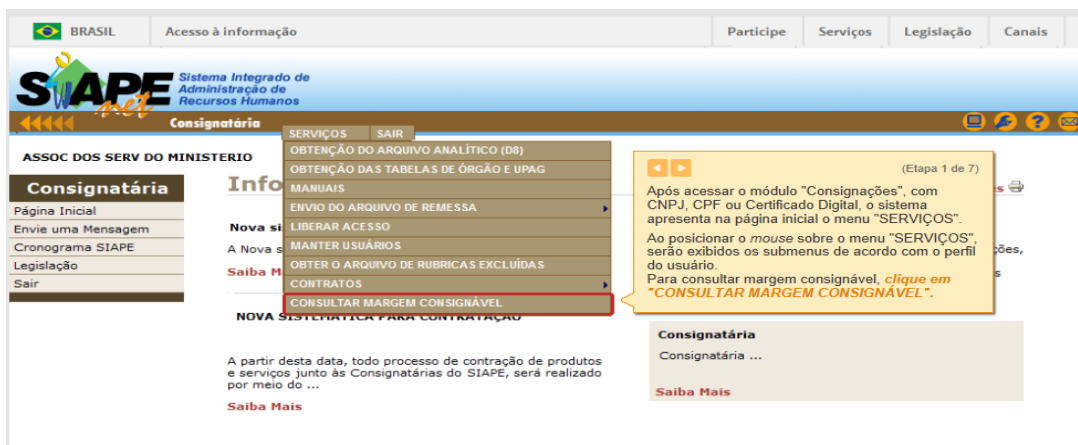 BRASIL
Acesso à informação
Participe
Serviços
Legislação
Canais
SIAPEnet
Sistema Integrado de
Administração de
Recursos Humanos
Consignatária
SERVIÇOS
SAIR
ASSOC DOS SERV DO MINISTERIO
Consignatária
Página Inicial
Envie uma Mensagem
Cronograma SIAPE
Legislação
Sair
OBTENÇÃO DO ARQUIVO ANALÍTICO (D8)
OBTENÇÃO DAS TABELAS DE ÓRGÃO E UPAG
MANUAIS
ENVIO DO ARQUIVO DE REMESSA
LIBERAR ACESSO
MANTER USUÁRIOS
OBTER O ARQUIVO DE RUBRICAS EXCLUÍDAS
CONTRATOS
CONSULTAR MARGEM CONSIGNÁVEL
Info
Nova si
A Nova s
Saiba M
NOVA SISTEMÁTICA PARA CONTRATAÇÃO
A partir desta data, todo processo de contração de produtos
e serviços junto às Consignatárias do SIAPE, será realizado
por meio do ...
Saiba Mais
(Etapa 1 de 7)
Após acessar o módulo "Consignações", com
CNPJ, CPF ou Certificado Digital, o sistema
apresenta na página inicial o menu "SERVIÇOS".
Ao posicionar o mouse sobre o menu "SERVIÇOS",
serão exibidos os submenus de acordo com o perfil
do usuário.
Para consultar margem consignável, clique em
"CONSULTAR MARGEM CONSIGNÁVEL".
ções,
Consignatária
Consignatária ...
Saiba Mais